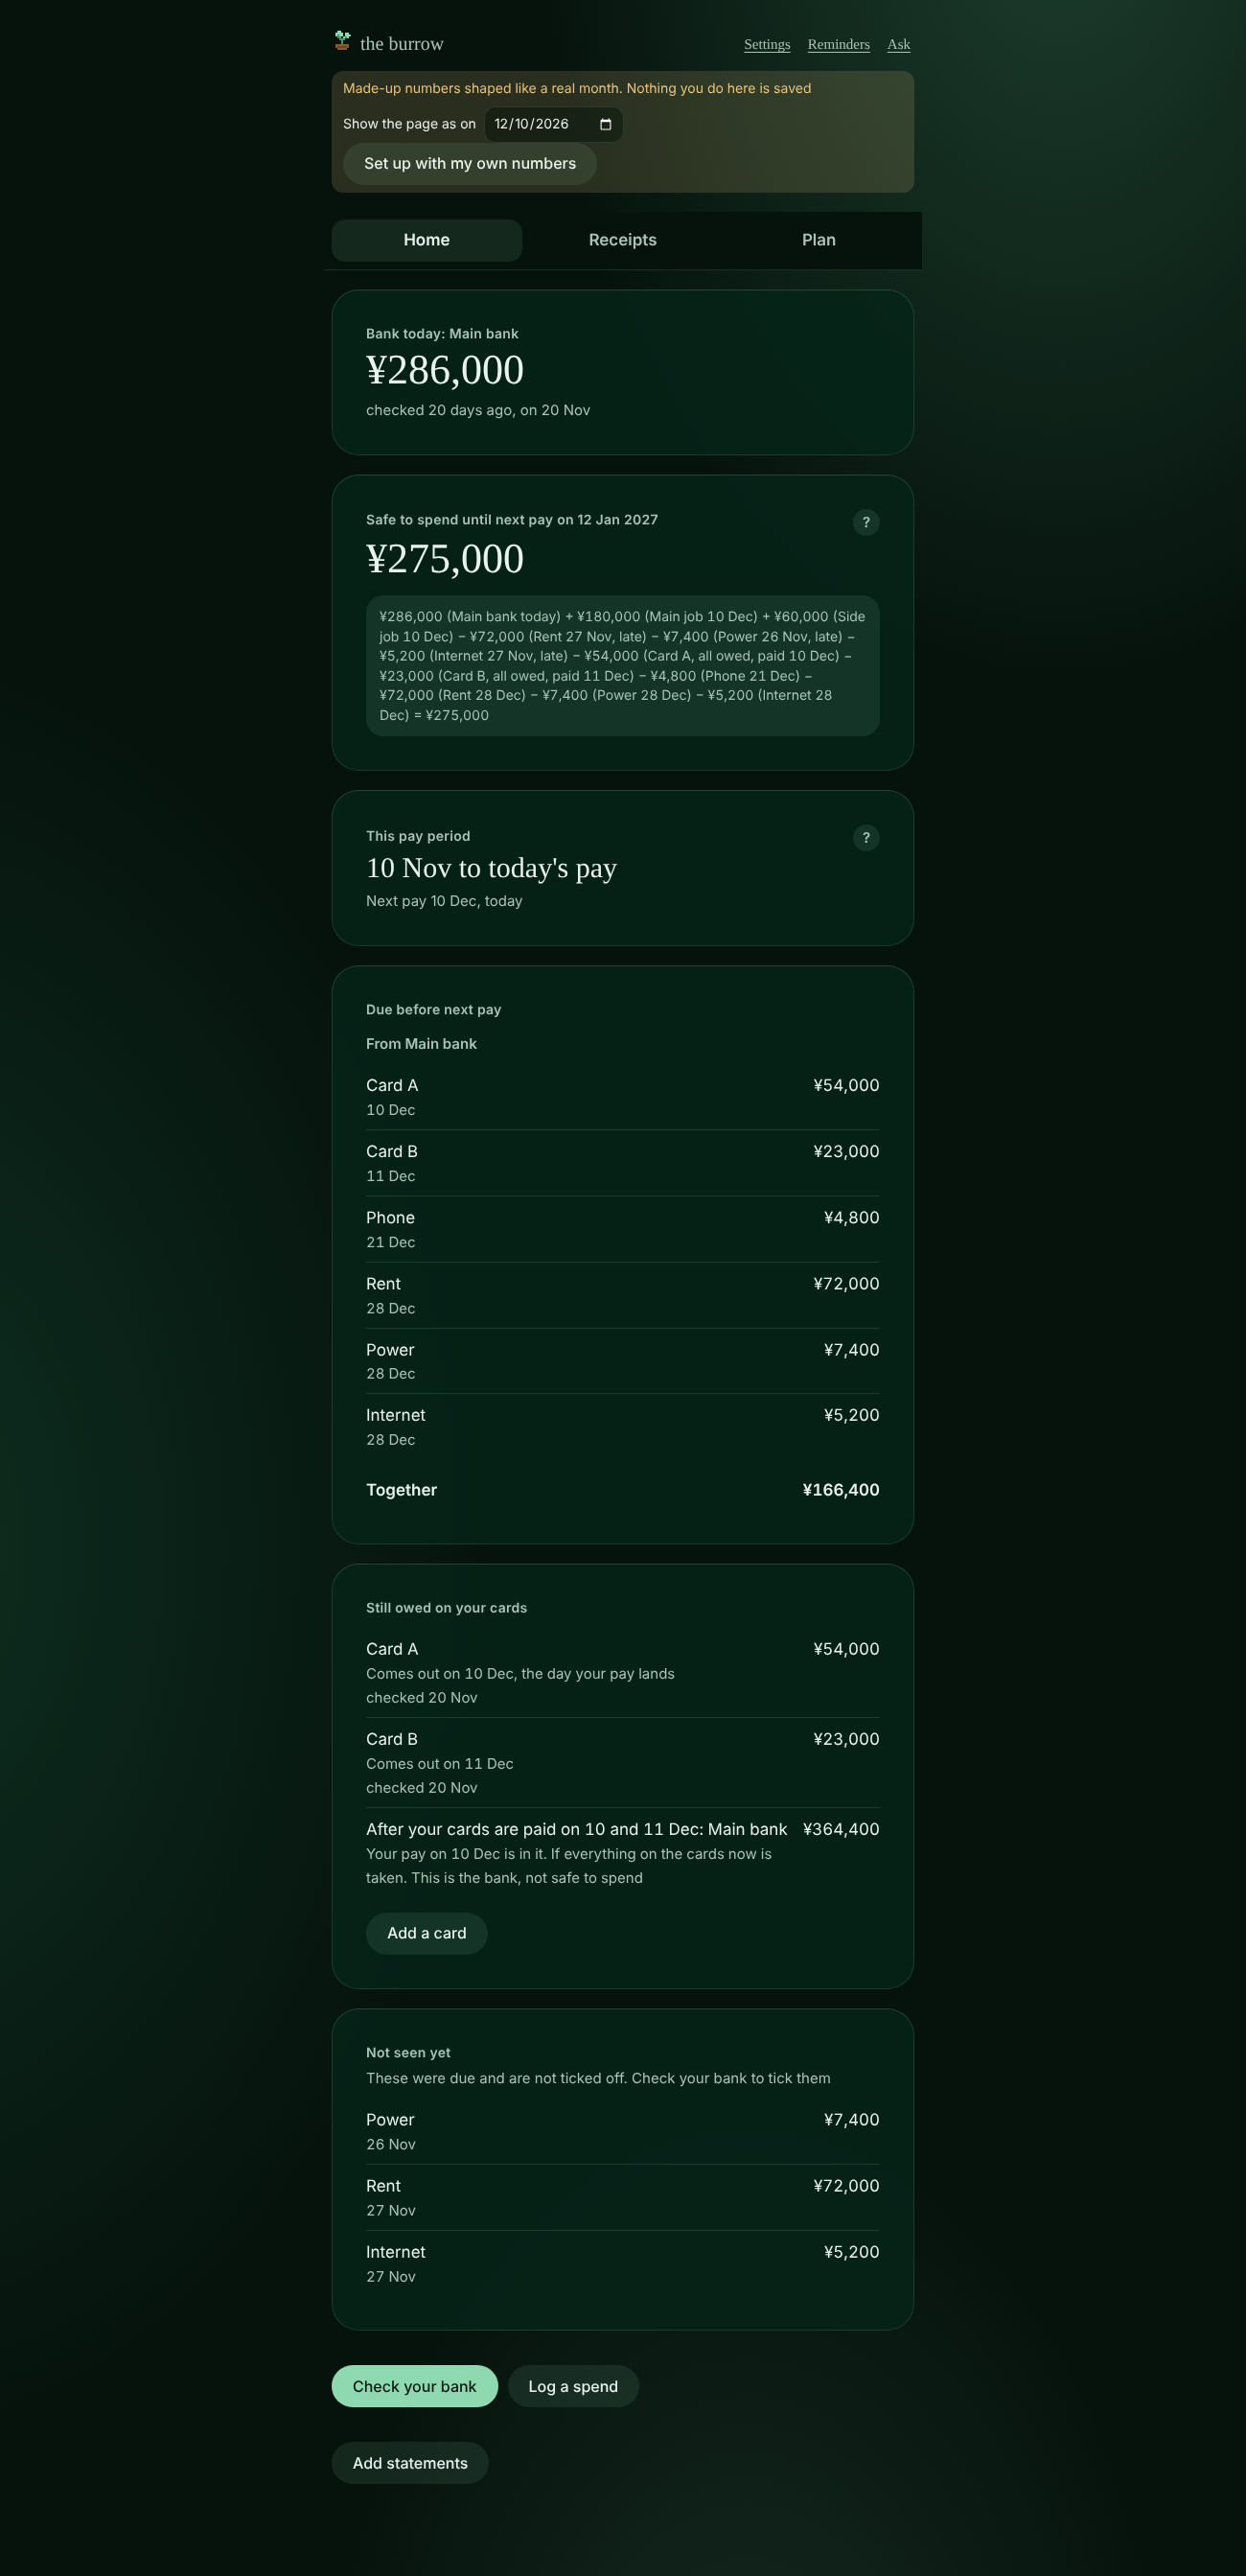 the burrow
Settings Reminders Ask
Made-up numbers shaped like a real month. Nothing you do here is saved
Show the page as on 12/10/2026
Set up with my own numbers
Home Receipts Plan
Bank today: Main bank
¥286,000
checked 20 days ago, on 20 Nov
Safe to spend until next pay on 12 Jan 2027 ?
¥275,000
¥286,000 (Main bank today) + ¥180,000 (Main job 10 Dec) + ¥60,000 (Side
job 10 Dec) − ¥72,000 (Rent 27 Nov, late) − ¥7,400 (Power 26 Nov, late) −
¥5,200 (Internet 27 Nov, late) − ¥54,000 (Card A, all owed, paid 10 Dec) −
¥23,000 (Card B, all owed, paid 11 Dec) − ¥4,800 (Phone 21 Dec) −
¥72,000 (Rent 28 Dec) − ¥7,400 (Power 28 Dec) − ¥5,200 (Internet 28
Dec) = ¥275,000
This pay period ?
10 Nov to today's pay
Next pay 10 Dec, today
Due before next pay
From Main bank
Card A ¥54,000
10 Dec
Card B ¥23,000
11 Dec
Phone ¥4,800
21 Dec
Rent ¥72,000
28 Dec
Power ¥7,400
28 Dec
Internet ¥5,200
28 Dec
Together ¥166,400
Still owed on your cards
Card A ¥54,000
Comes out on 10 Dec, the day your pay lands
checked 20 Nov
Card B ¥23,000
Comes out on 11 Dec
checked 20 Nov
After your cards are paid on 10 and 11 Dec: Main bank ¥364,400
Your pay on 10 Dec is in it. If everything on the cards now is
taken. This is the bank, not safe to spend
Add a card
Not seen yet
These were due and are not ticked off. Check your bank to tick them
Power ¥7,400
26 Nov
Rent ¥72,000
27 Nov
Internet ¥5,200
27 Nov
Check your bank Log a spend
Add statements